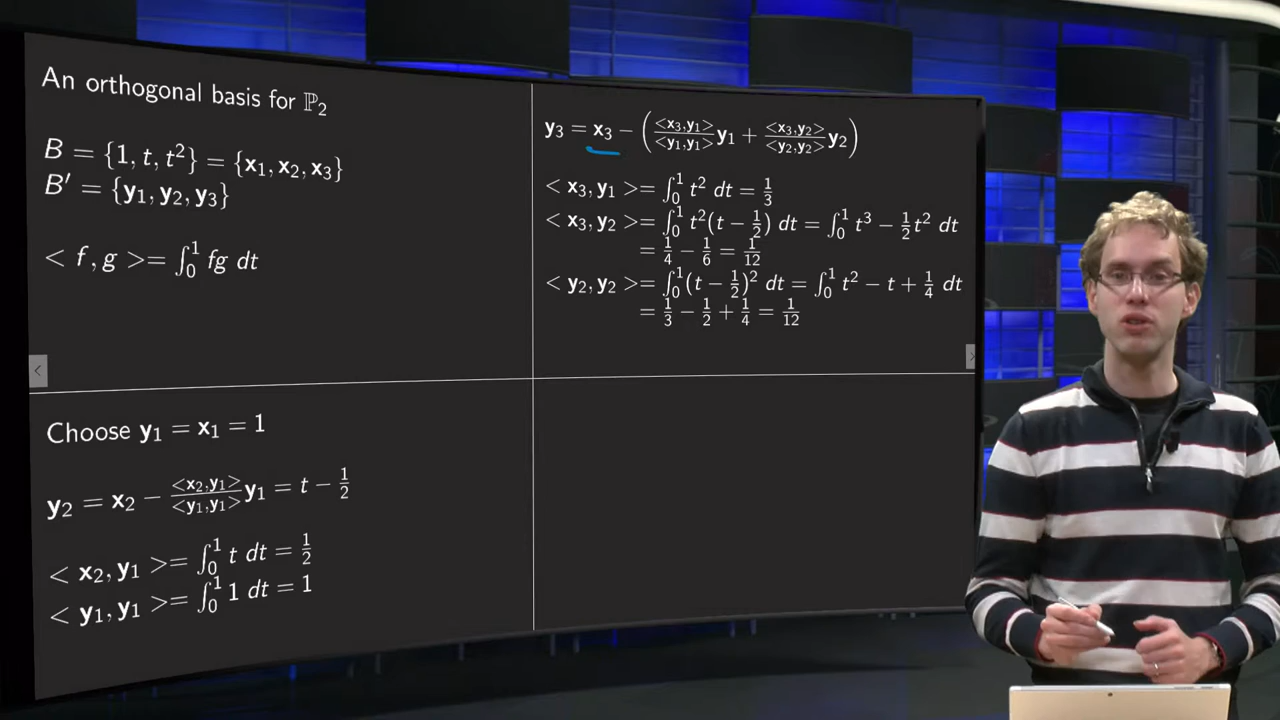 An orthogonal basis for ℙ₂
B = {1, t, t²} = {x₁, x₂, x₃}
B′ = {y₁, y₂, y₃}
< f, g >= ∫₀¹ fg dt
Choose y₁ = x₁ = 1
y₂ = x₂ − <x₂,y₁>/<y₁,y₁> y₁ = t − 1/2
< x₂, y₁ >= ∫₀¹ t dt = 1/2
< y₁, y₁ >= ∫₀¹ 1 dt = 1
y₃ = x₃ − (<x₃,y₁>/<y₁,y₁> y₁ + <x₃,y₂>/<y₂,y₂> y₂)
< x₃, y₁ >= ∫₀¹ t² dt = 1/3
< x₃, y₂ >= ∫₀¹ t²(t − 1/2) dt = ∫₀¹ t³ − 1/2 t² dt
= 1/4 − 1/6 = 1/12
< y₂, y₂ >= ∫₀¹ (t − 1/2)² dt = ∫₀¹ t² − t + 1/4 dt
= 1/3 − 1/2 + 1/4 = 1/12